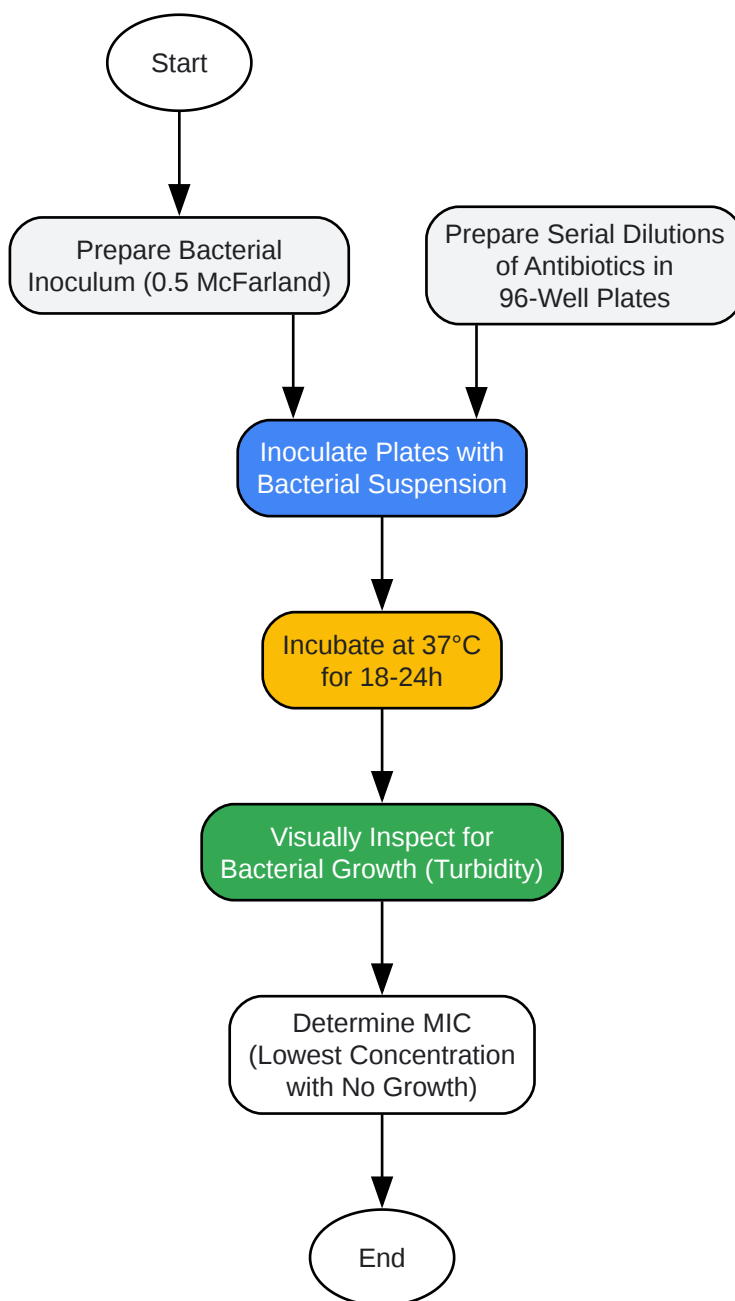 Start
Prepare Bacterial
Inoculum (0.5 McFarland)
Prepare Serial Dilutions
of Antibiotics in
96-Well Plates
Inoculate Plates with
Bacterial Suspension
Incubate at 37°C
for 18-24h
Visually Inspect for
Bacterial Growth (Turbidity)
Determine MIC
(Lowest Concentration
with No Growth)
End